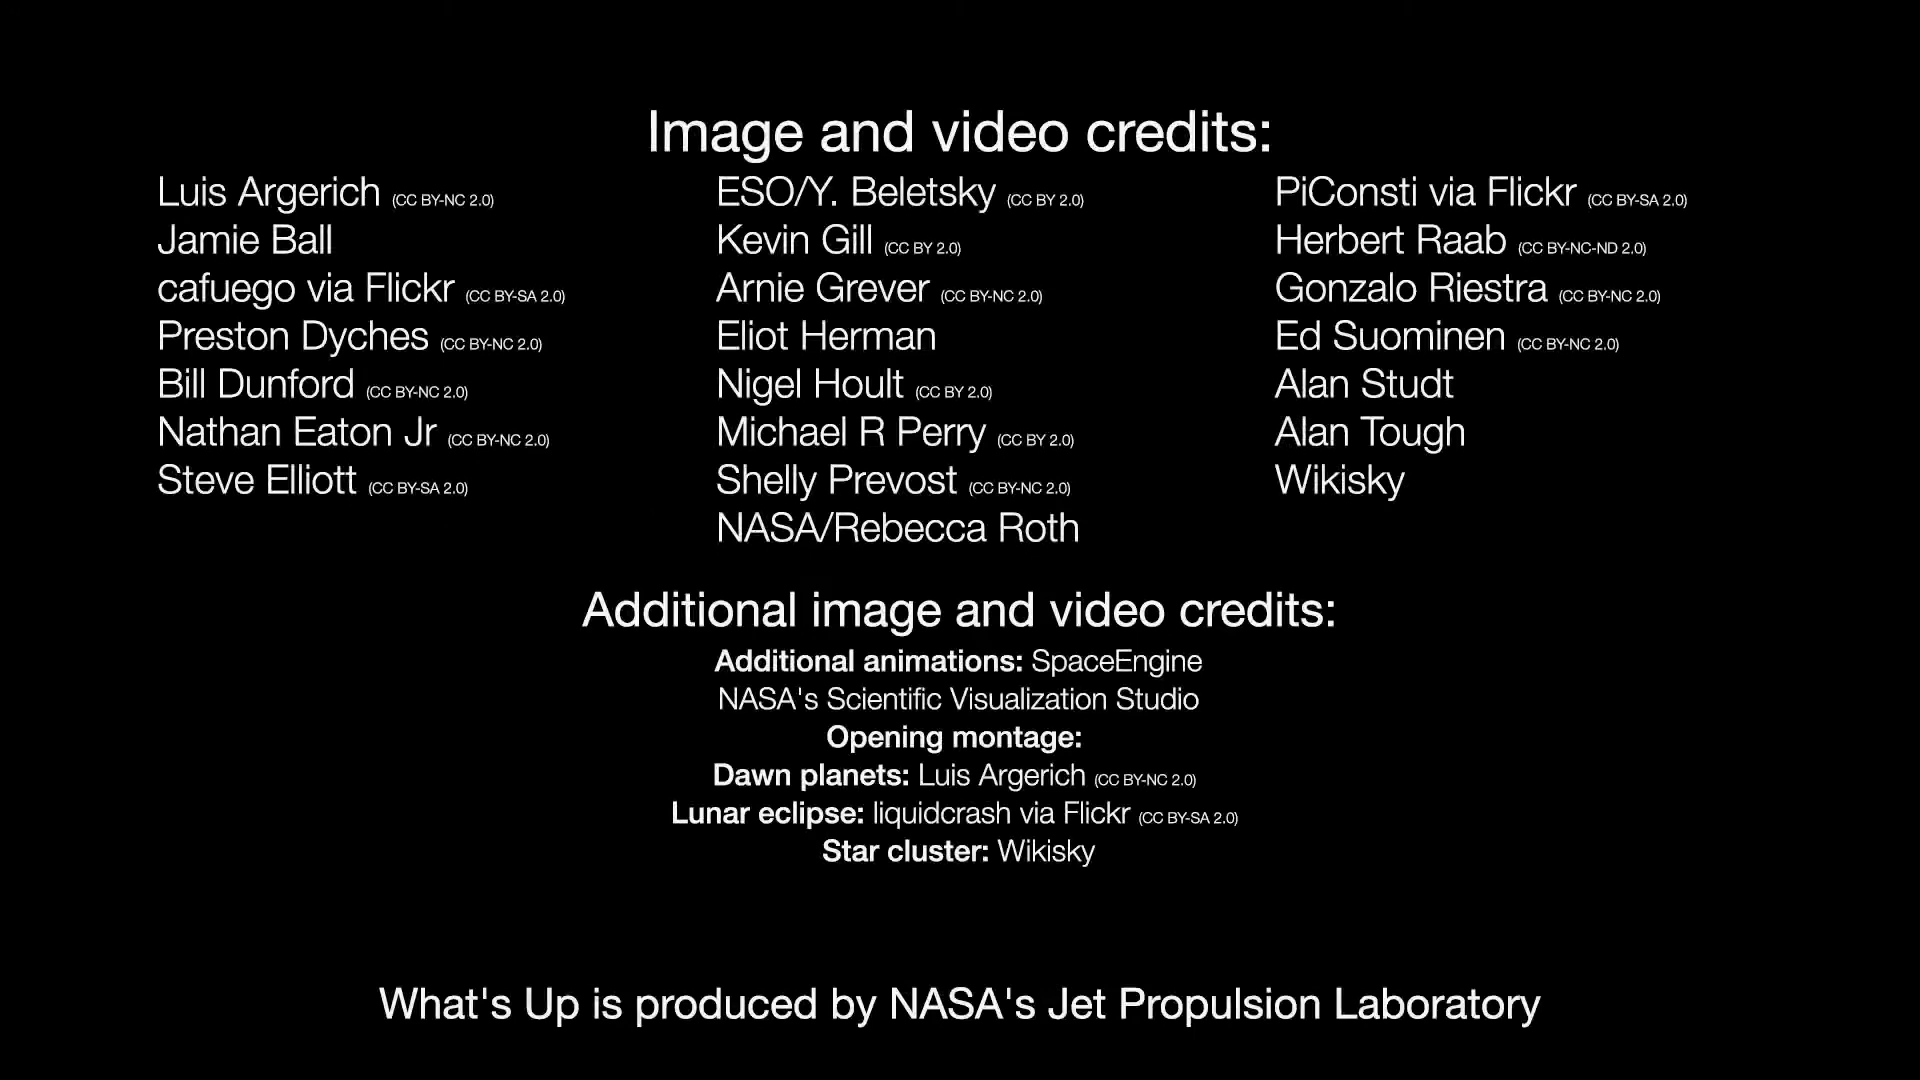 Image and video credits:
Luis Argerich (CC BY-NC 2.0)
Jamie Ball
cafuego via Flickr (CC BY-SA 2.0)
Preston Dyches (CC BY-NC 2.0)
Bill Dunford (CC BY-NC 2.0)
Nathan Eaton Jr (CC BY-NC 2.0)
Steve Elliott (CC BY-SA 2.0)
ESO/Y. Beletsky (CC BY 2.0)
Kevin Gill (CC BY 2.0)
Arnie Grever (CC BY-NC 2.0)
Eliot Herman
Nigel Hoult (CC BY 2.0)
Michael R Perry (CC BY 2.0)
Shelly Prevost (CC BY-NC 2.0)
NASA/Rebecca Roth
PiConsti via Flickr (CC BY-SA 2.0)
Herbert Raab (CC BY-NC-ND 2.0)
Gonzalo Riestra (CC BY-NC 2.0)
Ed Suominen (CC BY-NC 2.0)
Alan Studt
Alan Tough
Wikisky
Additional image and video credits:
Additional animations: SpaceEngine
NASA's Scientific Visualization Studio
Opening montage:
Dawn planets: Luis Argerich (CC BY-NC 2.0)
Lunar eclipse: liquidcrash via Flickr (CC BY-SA 2.0)
Star cluster: Wikisky
What's Up is produced by NASA's Jet Propulsion Laboratory